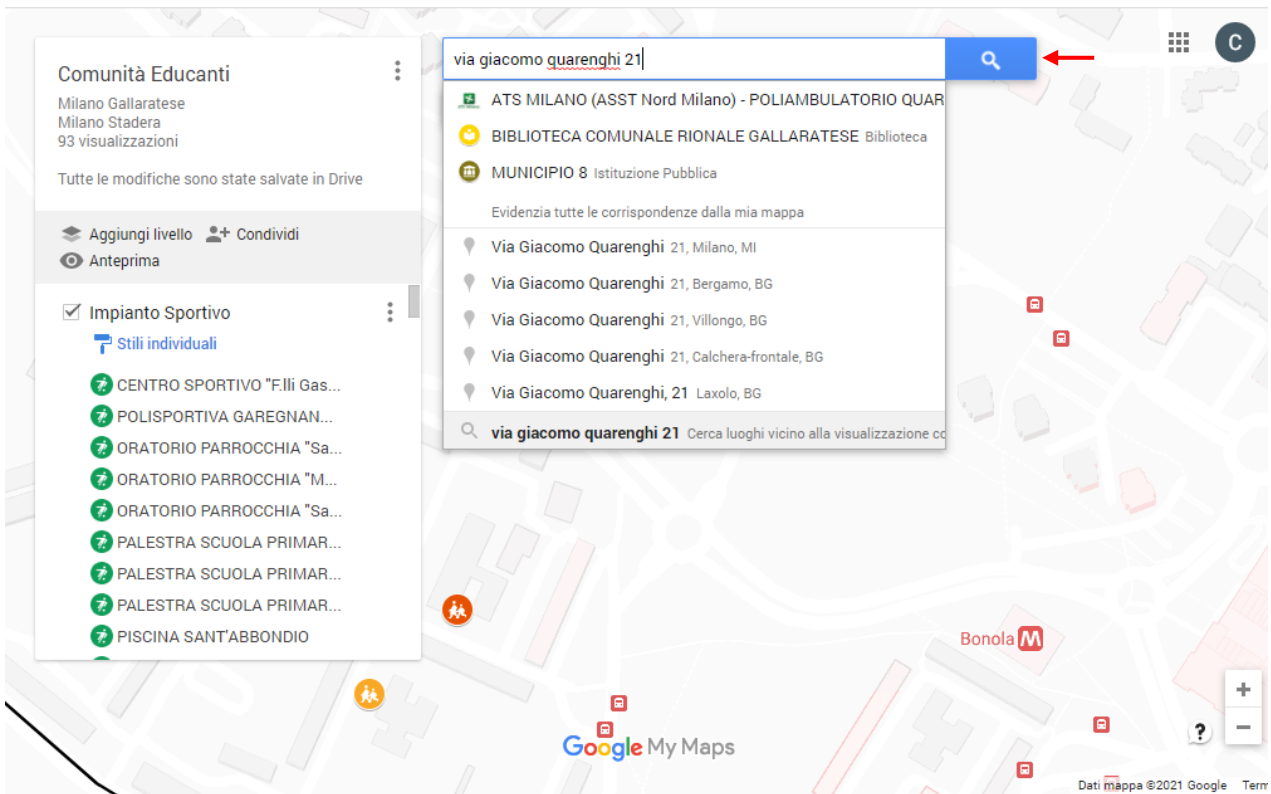 Comunità Educanti
Milano Gallaratese
Milano Stadera
93 visualizzazioni
Tutte le modifiche sono state salvate in Drive
Aggiungi livello Condividi
Anteprima
Impianto Sportivo
Stili individuali
CENTRO SPORTIVO "F.lli Gas...
POLISPORTIVA GAREGNAN...
ORATORIO PARROCCHIA "Sa...
ORATORIO PARROCCHIA "M...
ORATORIO PARROCCHIA "Sa...
PALESTRA SCUOLA PRIMAR...
PALESTRA SCUOLA PRIMAR...
PALESTRA SCUOLA PRIMAR...
PISCINA SANT'ABBONDIO
via giacomo quarenghi 21
ATS MILANO (ASST Nord Milano) - POLIAMBULATORIO QUAR
BIBLIOTECA COMUNALE RIONALE GALLARATESE Biblioteca
MUNICIPIO 8 Istituzione Pubblica
Evidenzia tutte le corrispondenze dalla mia mappa
Via Giacomo Quarenghi 21, Milano, MI
Via Giacomo Quarenghi 21, Bergamo, BG
Via Giacomo Quarenghi 21, Villongo, BG
Via Giacomo Quarenghi 21, Calchera-frontale, BG
Via Giacomo Quarenghi, 21 Laxolo, BG
via giacomo quarenghi 21 Cerca luoghi vicino alla visualizzazione co
C
Bonola M
+
?
−
Google My Maps
Dati mappa ©2021 Google Term